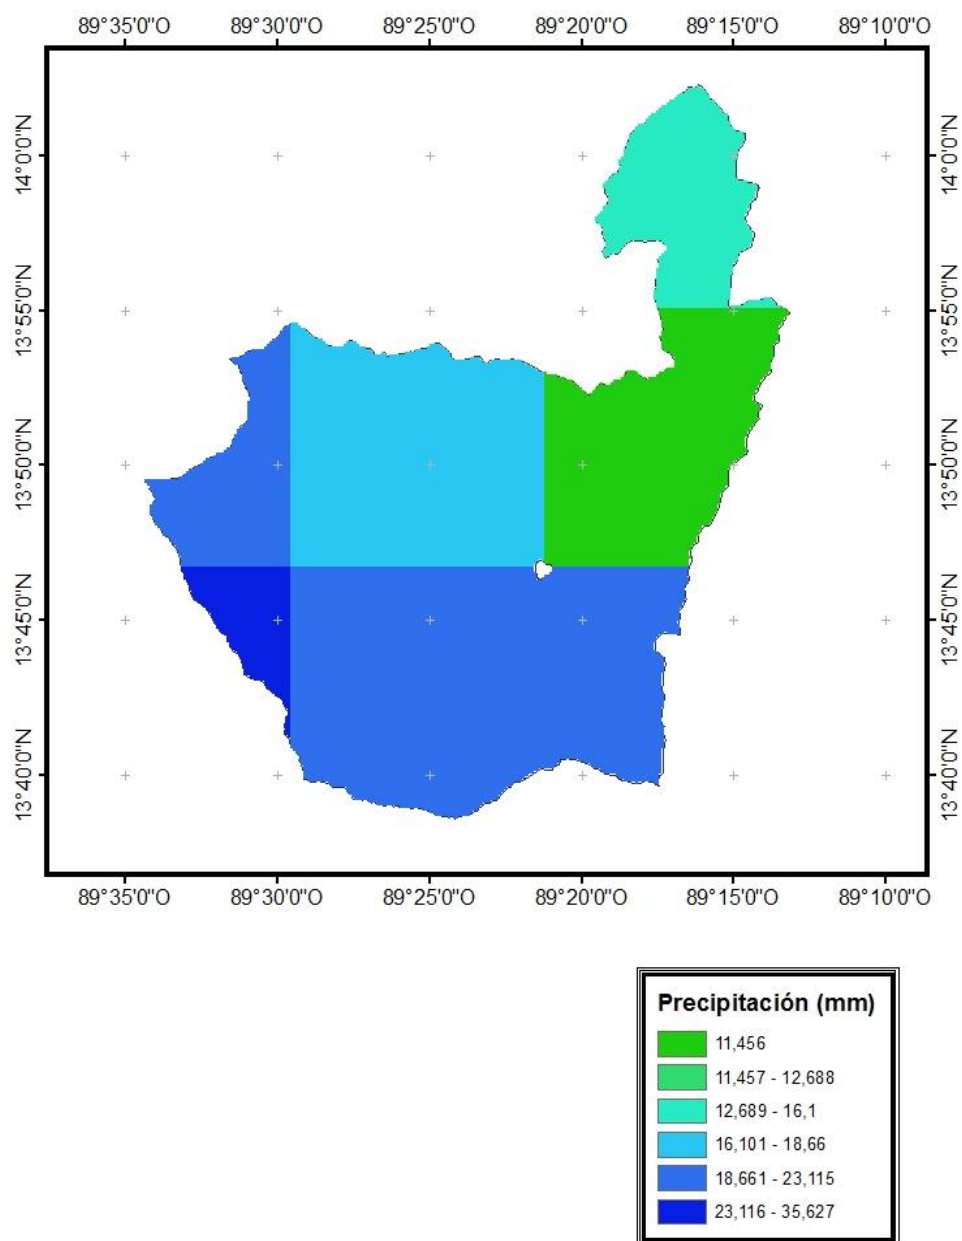 89°35'0"O 89°30'0"O 89°25'0"O 89°20'0"O 89°15'0"O 89°10'0"O
14°0'0"N 14°0'0"N
13°55'0"N 13°55'0"N
13°50'0"N 13°50'0"N
13°45'0"N 13°45'0"N
13°40'0"N 13°40'0"N
89°35'0"O 89°30'0"O 89°25'0"O 89°20'0"O 89°15'0"O 89°10'0"O
Precipitación (mm)
11,456
11,457 - 12,688
12,689 - 16,1
16,101 - 18,66
18,661 - 23,115
23,116 - 35,627